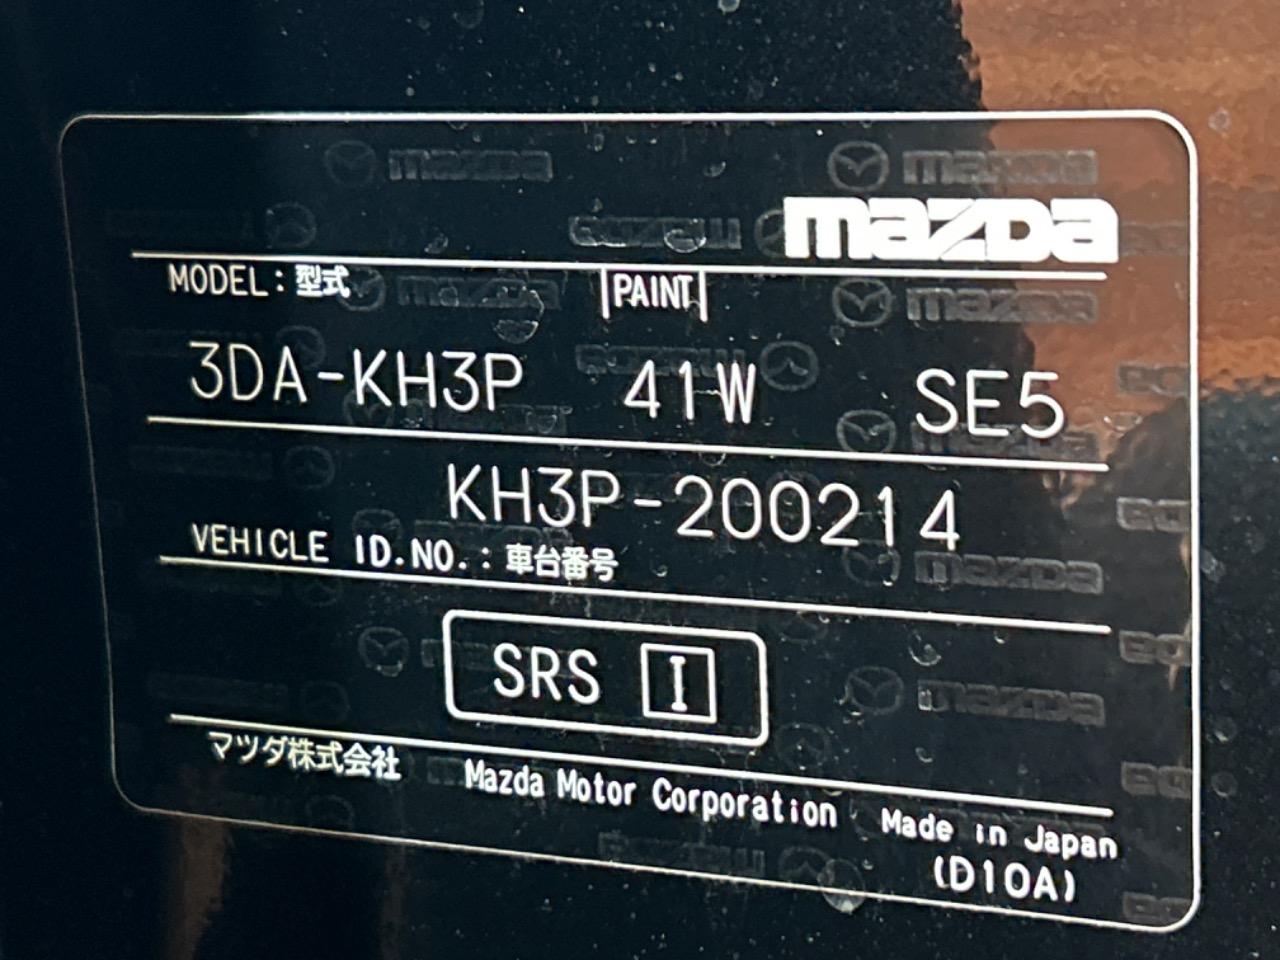 mazda
MODEL：型式 PAINT
3DA-KH3P 41W SE5
KH3P-200214
VEHICLE ID.NO.：車台番号
SRS I
マツダ株式会社 Mazda Motor Corporation Made in Japan
(D10A)